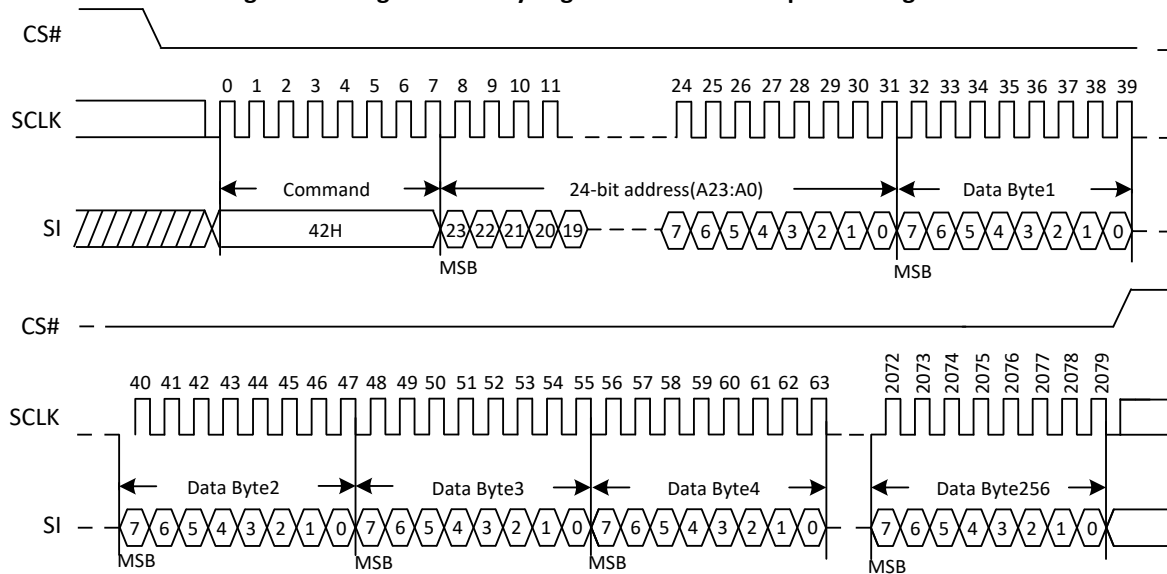 CS#
0 1 2 3 4 5 6 7 8 9 10 11 24 25 26 27 28 29 30 31 32 33 34 35 36 37 38 39
SCLK
Command 24-bit address(A23:A0) Data Byte1
SI 42H 23 22 21 20 19 7 6 5 4 3 2 1 0 7 6 5 4 3 2 1 0
MSB MSB
CS#
40 41 42 43 44 45 46 47 48 49 50 51 52 53 54 55 56 57 58 59 60 61 62 63 2072 2073 2074 2075 2076 2077 2078 2079
SCLK
Data Byte2 Data Byte3 Data Byte4 Data Byte256
SI 7 6 5 4 3 2 1 0 7 6 5 4 3 2 1 0 7 6 5 4 3 2 1 0 7 6 5 4 3 2 1 0
MSB MSB MSB MSB